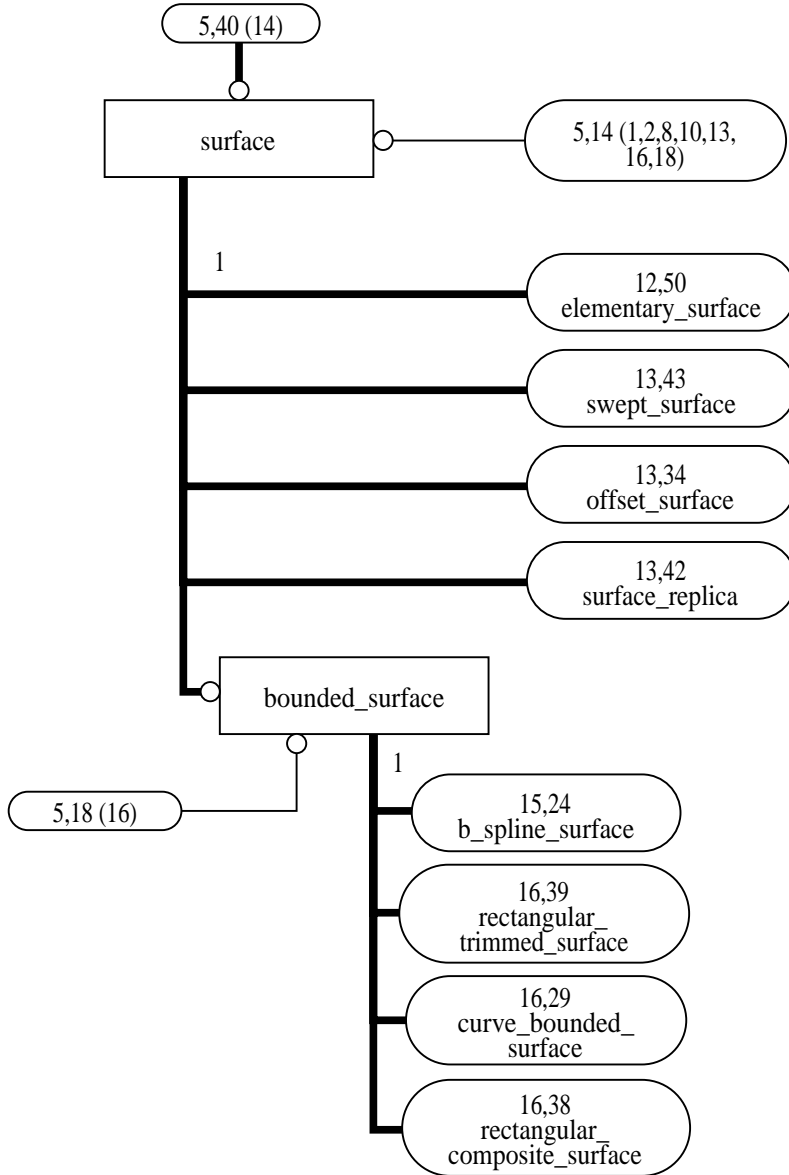 5,40 (14)
surface
5,14 (1,2,8,10,13,
16,18)
1
12,50
elementary_surface
13,43
swept_surface
13,34
offset_surface
13,42
surface_replica
bounded_surface
1
5,18 (16)
15,24
b_spline_surface
16,39
rectangular_
trimmed_surface
16,29
curve_bounded_
surface
16,38
rectangular_
composite_surface